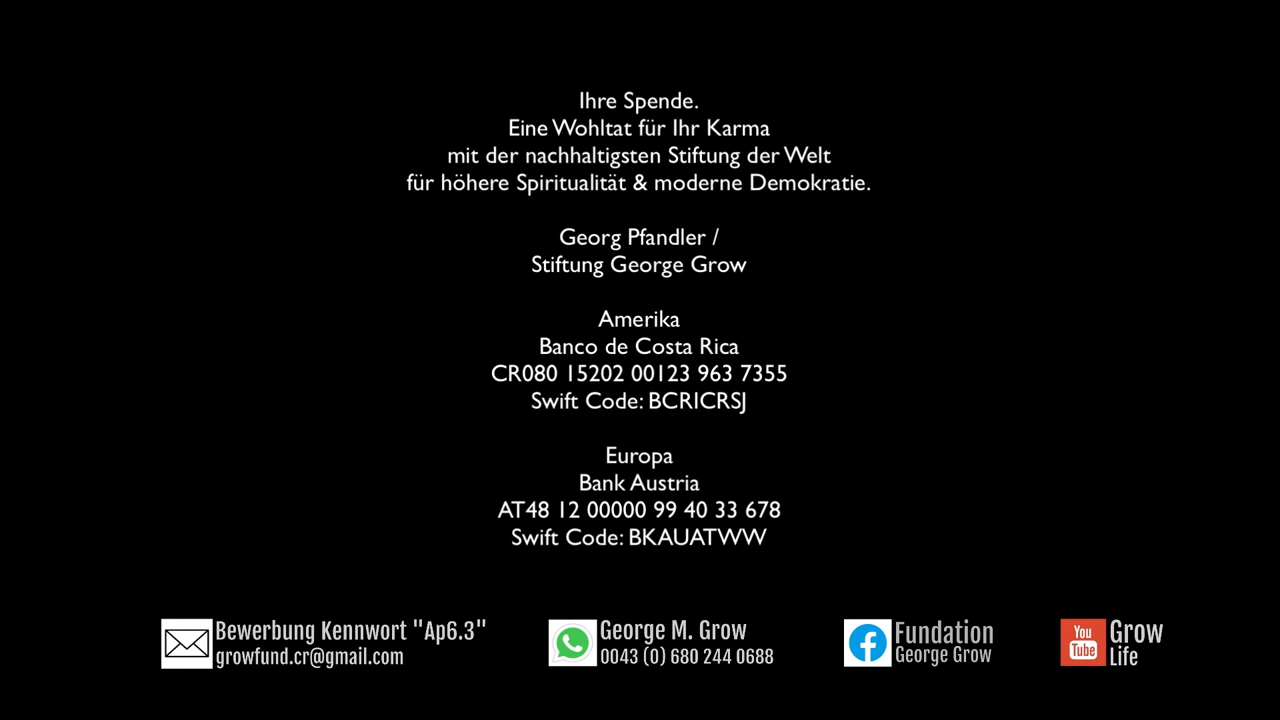 Ihre Spende.
Eine Wohltat für Ihr Karma
mit der nachhaltigsten Stiftung der Welt
für höhere Spiritualität & moderne Demokratie.
Georg Pfandler /
Stiftung George Grow
Amerika
Banco de Costa Rica
CR080 15202 00123 963 7355
Swift Code: BCRICRSJ
Europa
Bank Austria
AT48 12 00000 99 40 33 678
Swift Code: BKAUATWW
Bewerbung Kennwort "Ap6.3"
growfund.cr@gmail.com
George M. Grow
0043 (0) 680 244 0688
Fundation
George Grow
You
Tube
Grow
Life